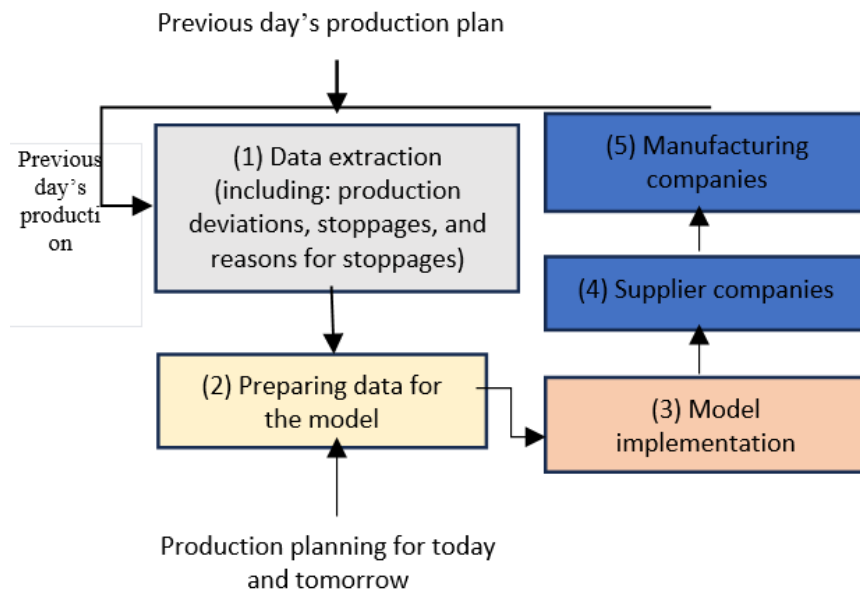 Previous day’s production plan
Previous
day’s
producti
on
(1) Data extraction
(including: production
deviations, stoppages, and
reasons for stoppages)
(5) Manufacturing
companies
(4) Supplier companies
(2) Preparing data for
the model
(3) Model
implementation
Production planning for today
and tomorrow